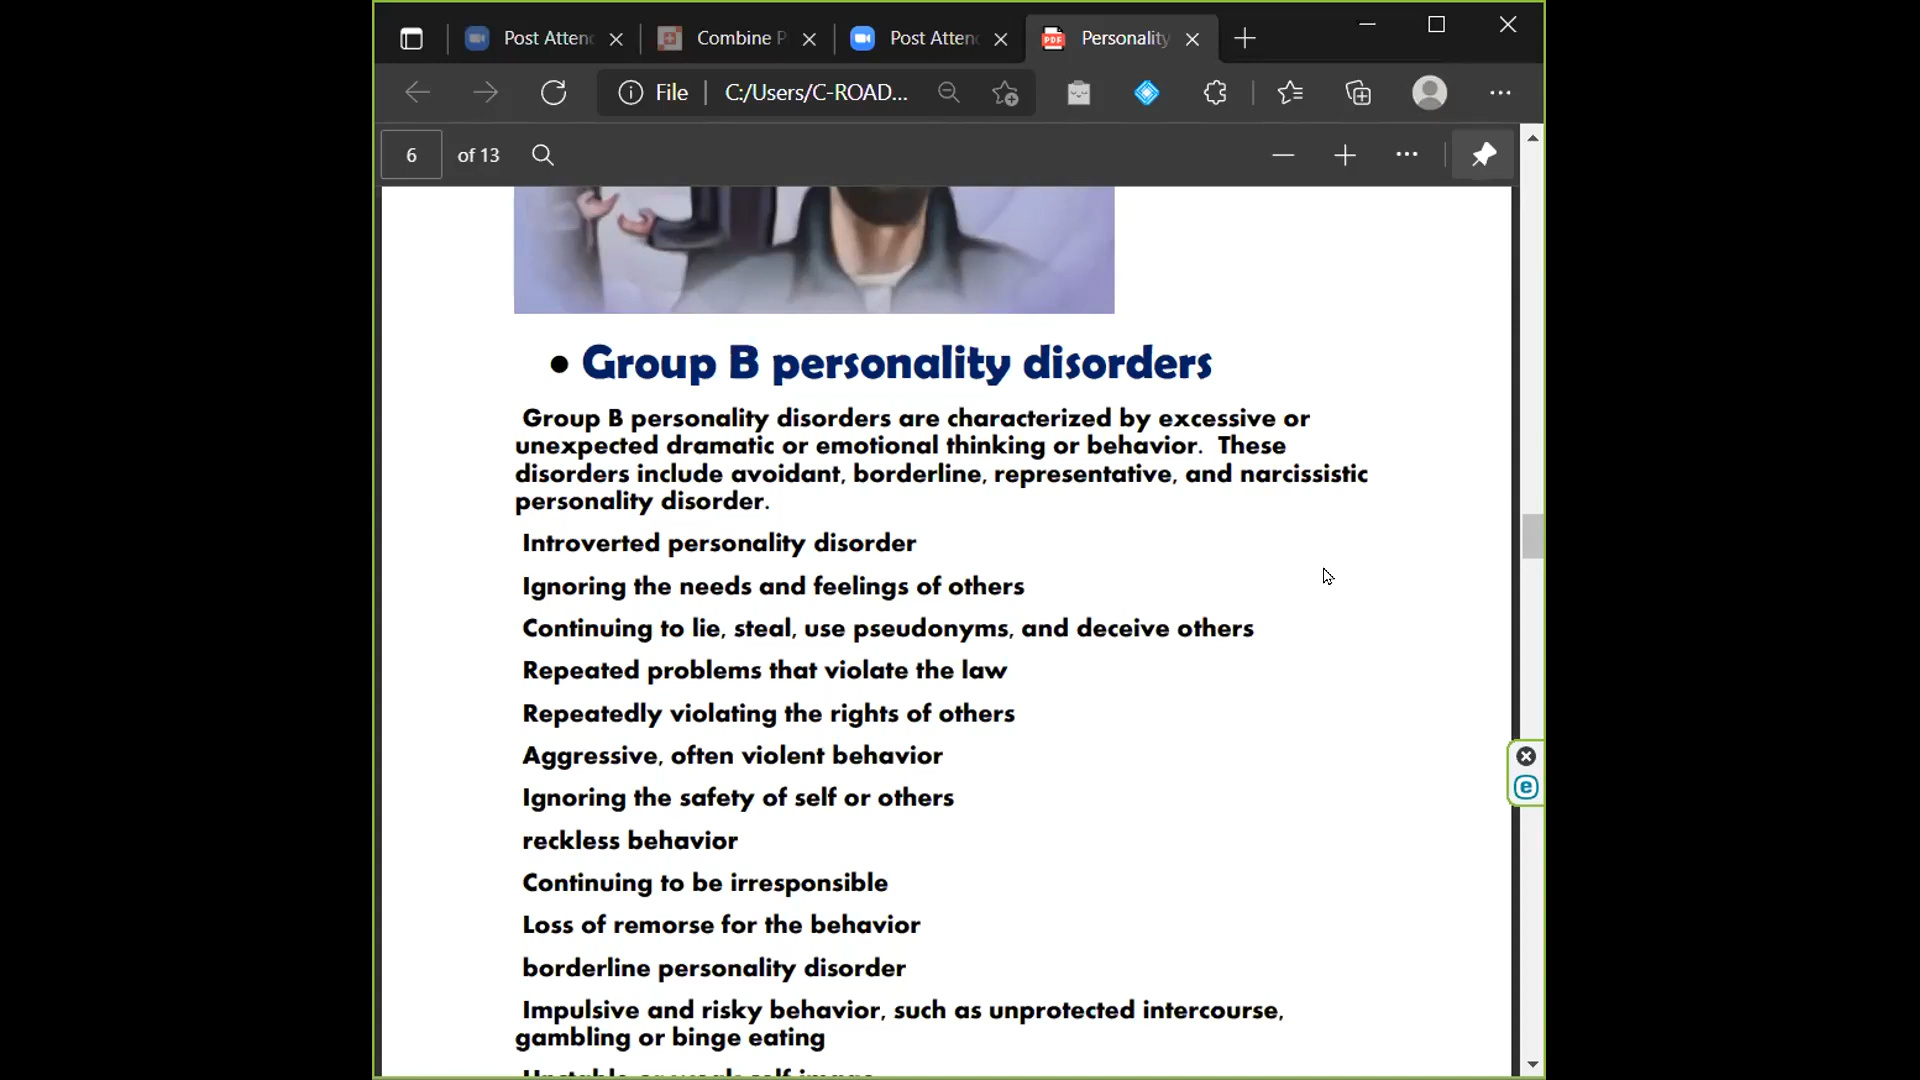 Post Atten
Combine P
Post Atten
Personality
File
C:/Users/C-ROAD...
6 of 13
• Group B personality disorders
Group B personality disorders are characterized by excessive or
unexpected dramatic or emotional thinking or behavior. These
disorders include avoidant, borderline, representative, and narcissistic
personality disorder.
Introverted personality disorder
Ignoring the needs and feelings of others
Continuing to lie, steal, use pseudonyms, and deceive others
Repeated problems that violate the law
Repeatedly violating the rights of others
Aggressive, often violent behavior
Ignoring the safety of self or others
reckless behavior
Continuing to be irresponsible
Loss of remorse for the behavior
borderline personality disorder
Impulsive and risky behavior, such as unprotected intercourse,
gambling or binge eating